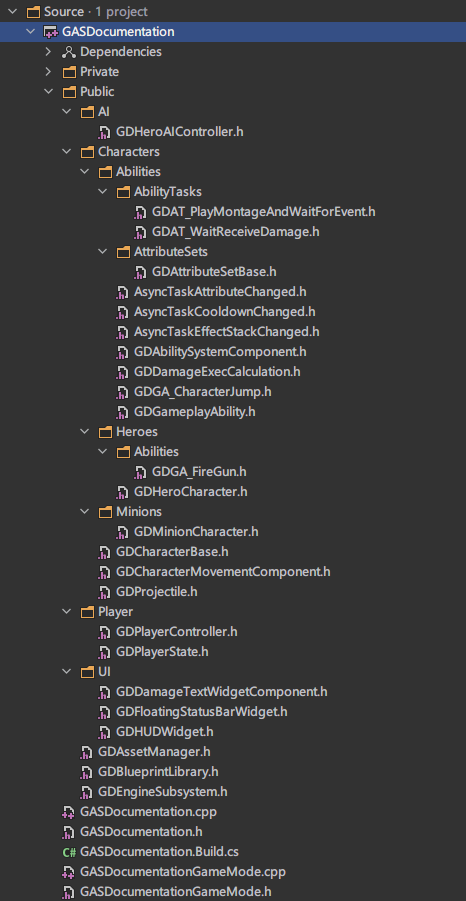 Source · 1 project
GASDocumentation
Dependencies
Private
Public
AI
GDHeroAIController.h
Characters
Abilities
AbilityTasks
GDAT_PlayMontageAndWaitForEvent.h
GDAT_WaitReceiveDamage.h
AttributeSets
GDAttributeSetBase.h
AsyncTaskAttributeChanged.h
AsyncTaskCooldownChanged.h
AsyncTaskEffectStackChanged.h
GDAbilitySystemComponent.h
GDDamageExecCalculation.h
GDGA_CharacterJump.h
GDGameplayAbility.h
Heroes
Abilities
GDGA_FireGun.h
GDHeroCharacter.h
Minions
GDMinionCharacter.h
GDCharacterBase.h
GDCharacterMovementComponent.h
GDProjectile.h
Player
GDPlayerController.h
GDPlayerState.h
UI
GDDamageTextWidgetComponent.h
GDFloatingStatusBarWidget.h
GDHUDWidget.h
GDAssetManager.h
GDBlueprintLibrary.h
GDEngineSubsystem.h
GASDocumentation.cpp
GASDocumentation.h
C# GASDocumentation.Build.cs
GASDocumentationGameMode.cpp
GASDocumentationGameMode.h